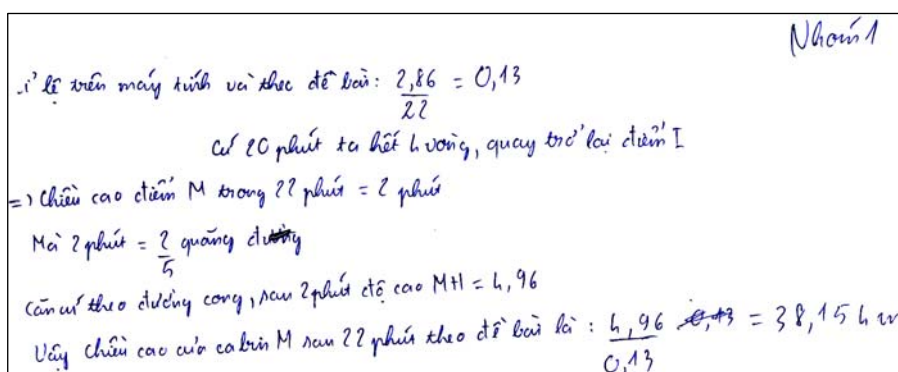 Nhóm 1
Tỉ lệ trên máy tính và theo đề bài: 2,86/22 = 0,13
Cứ 20 phút ta hết 4 vòng, quay trở lại điểm I
=> Chiều cao điểm M trong 22 phút = 2 phút
Mà 2 phút = 2/5 quãng đường
Căn cứ theo đường cong, sau 2 phút độ cao MH = 4,96
Vậy chiều cao của cabin M sau 22 phút theo đề bài là: 4,96/0,13 = 38,154 m